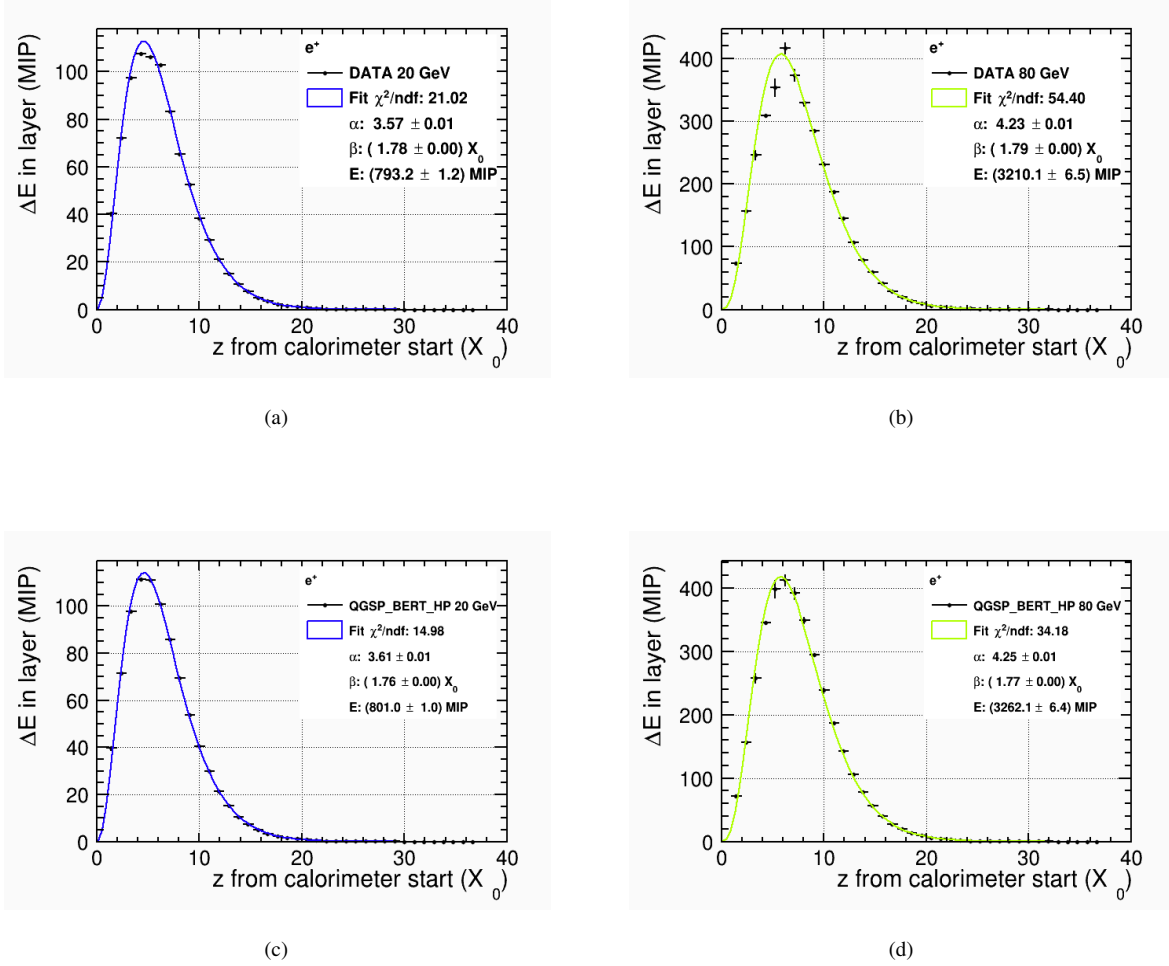 ΔE in layer (MIP)
100
80
60
40
20
0
e⁺
DATA 20 GeV
Fit χ²/ndf: 21.02
α: 3.57 ± 0.01
β: ( 1.78 ± 0.00) X₀
E: (793.2 ± 1.2) MIP
0 10 20 30 40
z from calorimeter start (X₀)
(a)
ΔE in layer (MIP)
400
300
200
100
0
e⁺
DATA 80 GeV
Fit χ²/ndf: 54.40
α: 4.23 ± 0.01
β: ( 1.79 ± 0.00) X₀
E: (3210.1 ± 6.5) MIP
0 10 20 30 40
z from calorimeter start (X₀)
(b)
ΔE in layer (MIP)
100
80
60
40
20
0
e⁺
QGSP_BERT_HP 20 GeV
Fit χ²/ndf: 14.98
α: 3.61 ± 0.01
β: ( 1.76 ± 0.00) X₀
E: (801.0 ± 1.0) MIP
0 10 20 30 40
z from calorimeter start (X₀)
(c)
ΔE in layer (MIP)
400
300
200
100
0
e⁺
QGSP_BERT_HP 80 GeV
Fit χ²/ndf: 34.18
α: 4.25 ± 0.01
β: ( 1.77 ± 0.00) X₀
E: (3262.1 ± 6.4) MIP
0 10 20 30 40
z from calorimeter start (X₀)
(d)